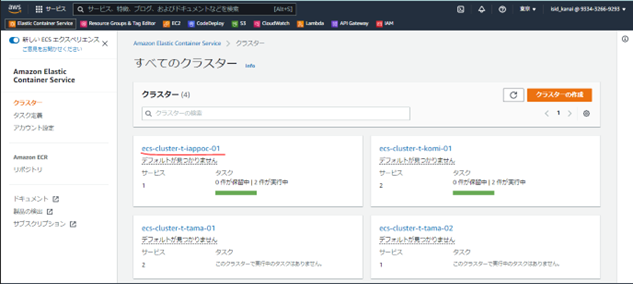 aws
サービス
サービス、特徴、ブログ、およびドキュメントなどを検索
[Alt+S]
東京
isid_kanai @ 9534-3266-9293
Elastic Container Service
Resource Groups & Tag Editor
EC2
CodeDeploy
S3
CloudWatch
Lambda
API Gateway
IAM
新しい ECS エクスペリエンス
ご意見をお聞かせください
Amazon Elastic
Container Service
クラスター
タスク定義
アカウント設定
Amazon ECR
リポジトリ
ドキュメント
製品の検出
サブスクリプション
Amazon Elastic Container Service
クラスター
すべてのクラスター
Info
クラスター (4)
クラスターの作成
クラスターの検索
1
ecs-cluster-t-iappoc-01
デフォルトが見つかりません
サービス
タスク
1
0 件が保留中 | 2 件が実行中
ecs-cluster-t-komi-01
デフォルトが見つかりません
サービス
タスク
2
0 件が保留中 | 2 件が実行中
ecs-cluster-t-tama-01
デフォルトが見つかりません
サービス
タスク
2
このクラスターで実行中のタスクはありません。
ecs-cluster-t-tama-02
デフォルトが見つかりません
サービス
タスク
1
このクラスターで実行中のタスクはありません。